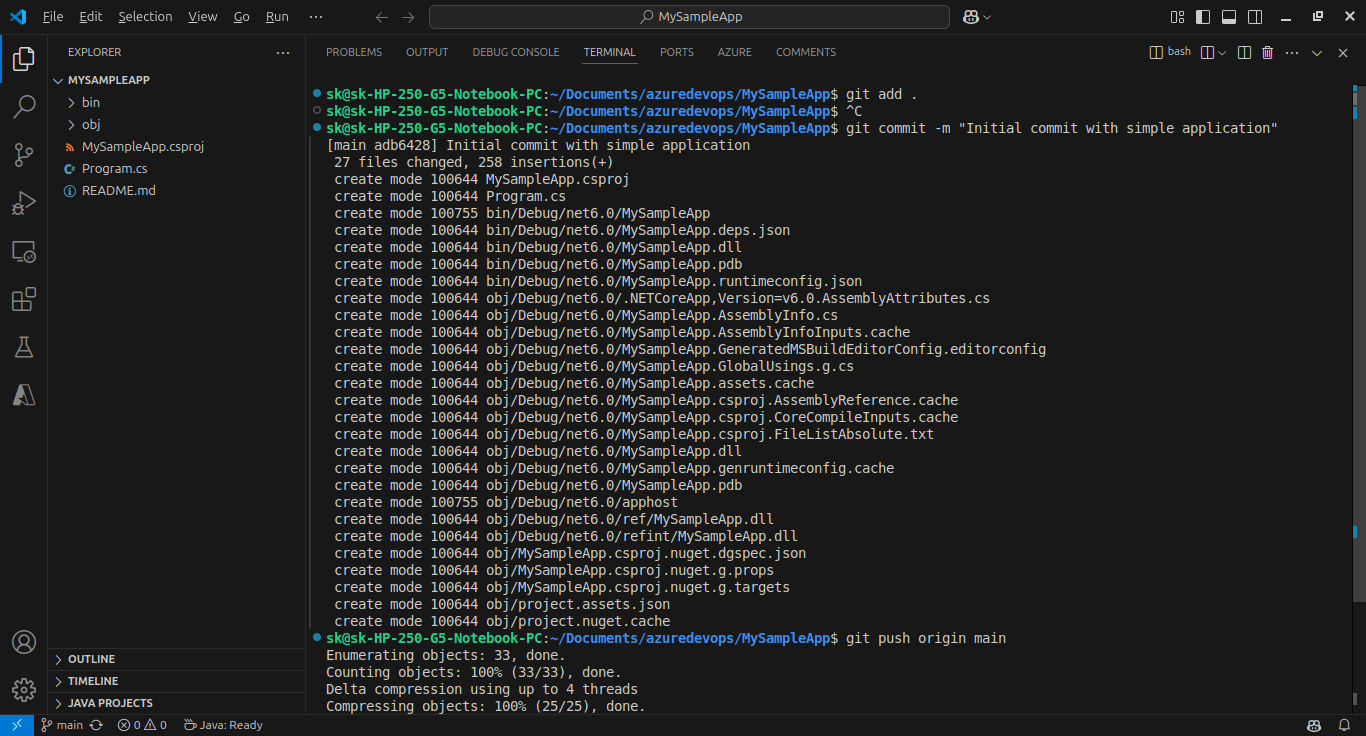 File Edit Selection View Go Run ··· MySampleApp
EXPLORER ···
MYSAMPLEAPP
bin
obj
MySampleApp.csproj
Program.cs
README.md
OUTLINE
TIMELINE
JAVA PROJECTS
PROBLEMS OUTPUT DEBUG CONSOLE TERMINAL PORTS AZURE COMMENTS bash
sk@sk-HP-250-G5-Notebook-PC:~/Documents/azuredevops/MySampleApp$ git add .
sk@sk-HP-250-G5-Notebook-PC:~/Documents/azuredevops/MySampleApp$ ^C
sk@sk-HP-250-G5-Notebook-PC:~/Documents/azuredevops/MySampleApp$ git commit -m "Initial commit with simple application"
[main adb6428] Initial commit with simple application
27 files changed, 258 insertions(+)
create mode 100644 MySampleApp.csproj
create mode 100644 Program.cs
create mode 100755 bin/Debug/net6.0/MySampleApp
create mode 100644 bin/Debug/net6.0/MySampleApp.deps.json
create mode 100644 bin/Debug/net6.0/MySampleApp.dll
create mode 100644 bin/Debug/net6.0/MySampleApp.pdb
create mode 100644 bin/Debug/net6.0/MySampleApp.runtimeconfig.json
create mode 100644 obj/Debug/net6.0/.NETCoreApp,Version=v6.0.AssemblyAttributes.cs
create mode 100644 obj/Debug/net6.0/MySampleApp.AssemblyInfo.cs
create mode 100644 obj/Debug/net6.0/MySampleApp.AssemblyInfoInputs.cache
create mode 100644 obj/Debug/net6.0/MySampleApp.GeneratedMSBuildEditorConfig.editorconfig
create mode 100644 obj/Debug/net6.0/MySampleApp.GlobalUsings.g.cs
create mode 100644 obj/Debug/net6.0/MySampleApp.assets.cache
create mode 100644 obj/Debug/net6.0/MySampleApp.csproj.AssemblyReference.cache
create mode 100644 obj/Debug/net6.0/MySampleApp.csproj.CoreCompileInputs.cache
create mode 100644 obj/Debug/net6.0/MySampleApp.csproj.FileListAbsolute.txt
create mode 100644 obj/Debug/net6.0/MySampleApp.dll
create mode 100644 obj/Debug/net6.0/MySampleApp.genruntimeconfig.cache
create mode 100644 obj/Debug/net6.0/MySampleApp.pdb
create mode 100755 obj/Debug/net6.0/apphost
create mode 100644 obj/Debug/net6.0/ref/MySampleApp.dll
create mode 100644 obj/Debug/net6.0/refint/MySampleApp.dll
create mode 100644 obj/MySampleApp.csproj.nuget.dgspec.json
create mode 100644 obj/MySampleApp.csproj.nuget.g.props
create mode 100644 obj/MySampleApp.csproj.nuget.g.targets
create mode 100644 obj/project.assets.json
create mode 100644 obj/project.nuget.cache
sk@sk-HP-250-G5-Notebook-PC:~/Documents/azuredevops/MySampleApp$ git push origin main
Enumerating objects: 33, done.
Counting objects: 100% (33/33), done.
Delta compression using up to 4 threads
Compressing objects: 100% (25/25), done.
main 0 0 Java: Ready